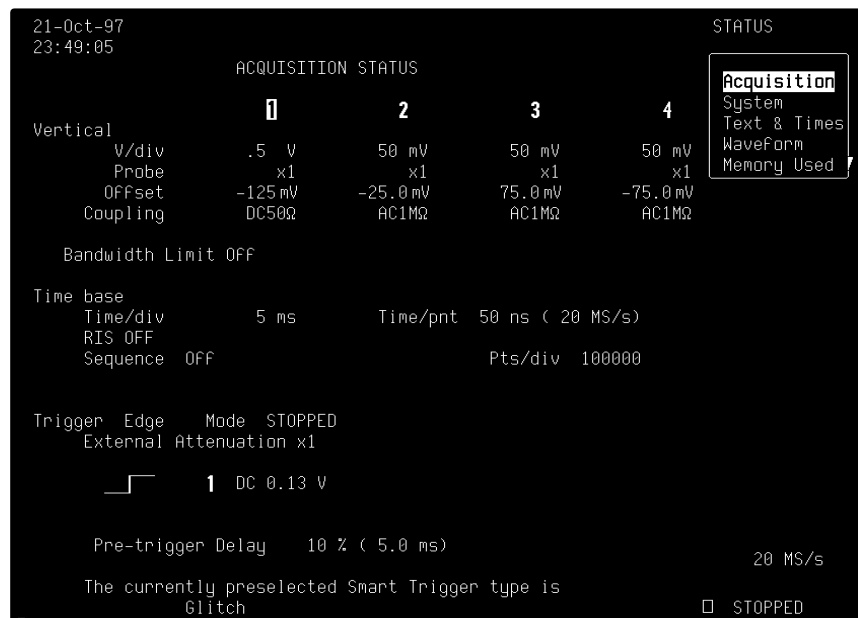 21-Oct-97 STATUS
23:49:05
ACQUISITION STATUS
Acquisition
System
Text & Times
Waveform
Memory Used
1 2 3 4
Vertical
V/div .5 V 50 mV 50 mV 50 mV
Probe x1 x1 x1 x1
Offset -125 mV -25.0 mV 75.0 mV -75.0 mV
Coupling DC50Ω AC1MΩ AC1MΩ AC1MΩ
Bandwidth Limit Off
Time base
Time/div 5 ms Time/pnt 50 ns ( 20 MS/s)
RIS OFF
Sequence Off Pts/div 100000
Trigger Edge Mode STOPPED
External Attenuation x1
1 DC 0.13 V
Pre-trigger Delay 10 % ( 5.0 ms)
20 MS/s
The currently preselected Smart Trigger type is
Glitch
STOPPED